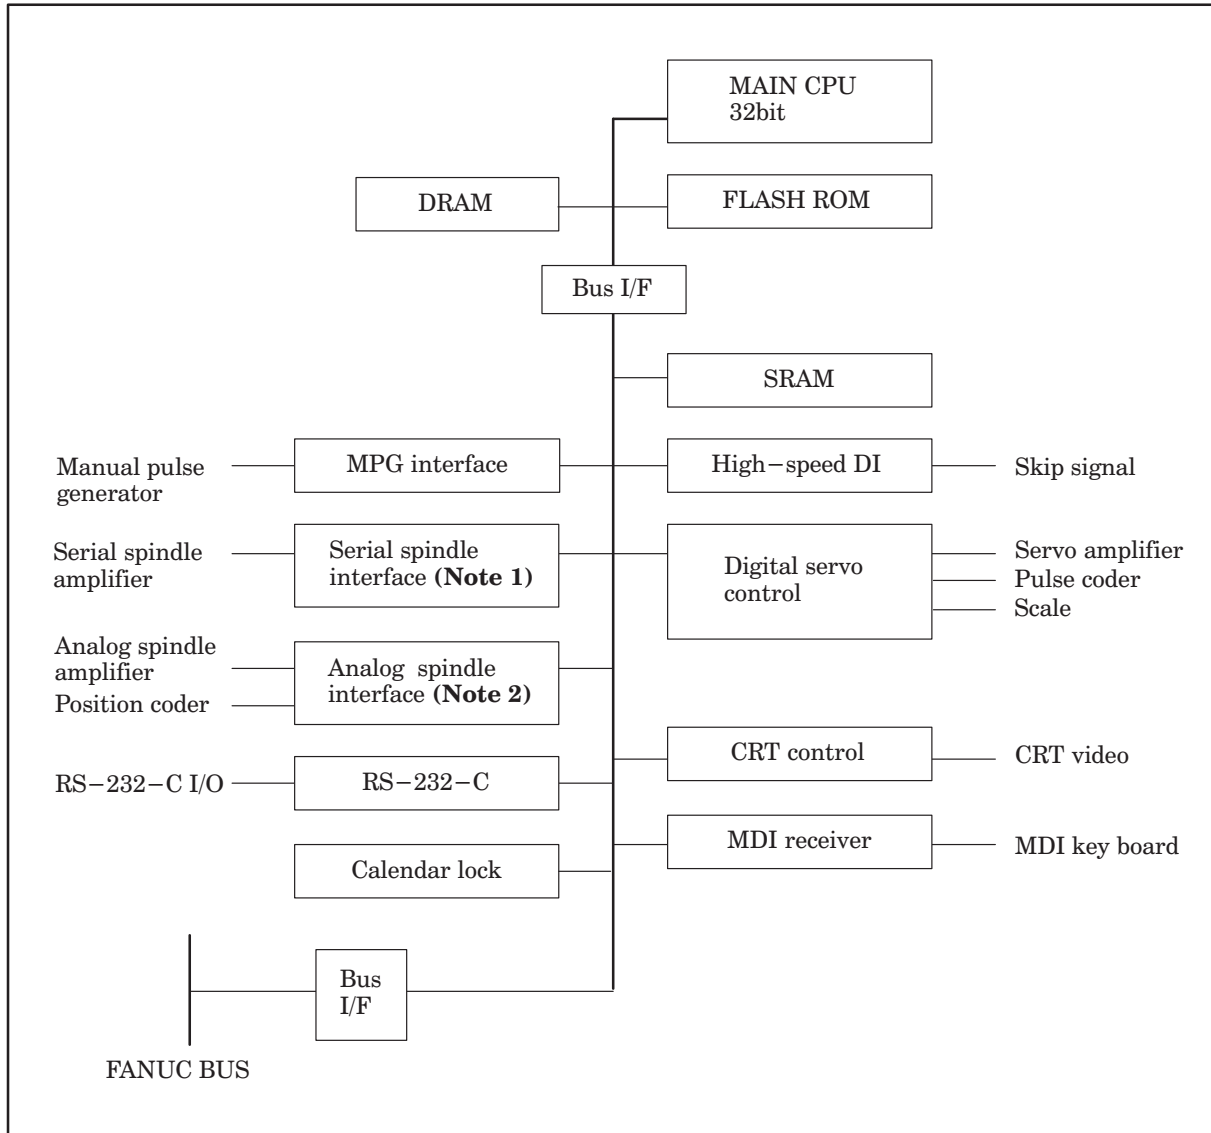 MAIN CPU
32bit
DRAM
FLASH ROM
Bus I/F
SRAM
Manual pulse
generator
MPG interface
High−speed DI
Skip signal
Serial spindle
amplifier
Serial spindle
interface (Note 1)
Digital servo
control
Servo amplifier
Pulse coder
Scale
Analog spindle
amplifier
Position coder
Analog spindle
interface (Note 2)
CRT control
CRT video
RS−232−C I/O
RS−232−C
MDI receiver
MDI key board
Calendar lock
Bus
I/F
FANUC BUS